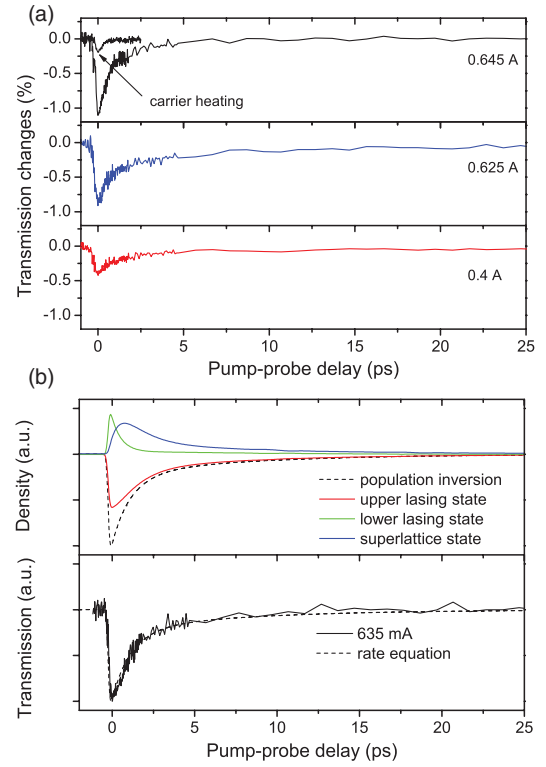 (a)
0.0
-0.5
-1.0
carrier heating
0.645 A
0.0
-0.5
-1.0
0.625 A
0.0
-0.5
-1.0
0.4 A
Transmission changes (%)
0 5 10 15 20 25
Pump-probe delay (ps)
(b)
Density (a.u.)
population inversion
upper lasing state
lower lasing state
superlattice state
Transmission (a.u.)
635 mA
rate equation
0 5 10 15 20 25
Pump-probe delay (ps)